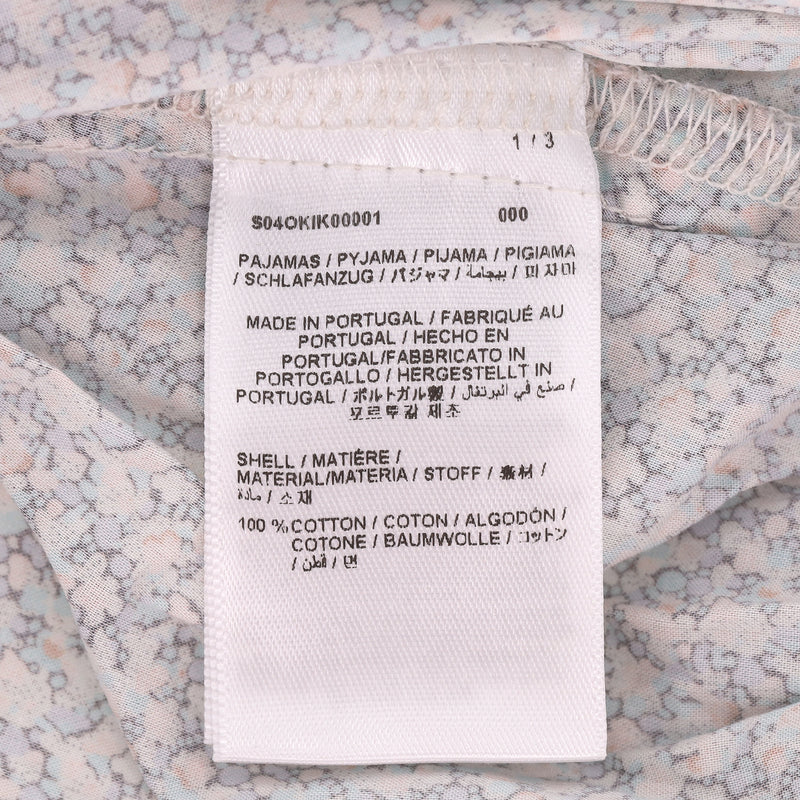 1 / 3
S04OKIK00001 000
PAJAMAS / PYJAMA / PIJAMA / PIGIAMA
/ SCHLAFANZUG / パジャマ / بيجامة / 파자마
MADE IN PORTUGAL / FABRIQUÉ AU
PORTUGAL / HECHO EN
PORTUGAL/FABBRICATO IN
PORTOGALLO / HERGESTELLT IN
PORTUGAL / ポルトガル製 / صنع في البرتغال /
포르투갈 제조
SHELL / MATIÈRE /
MATERIAL/MATERIA / STOFF / 素材 /
مادة / 소재
100 % COTTON / COTON / ALGODÓN /
COTONE / BAUMWOLLE / コットン
/ قطن / 면